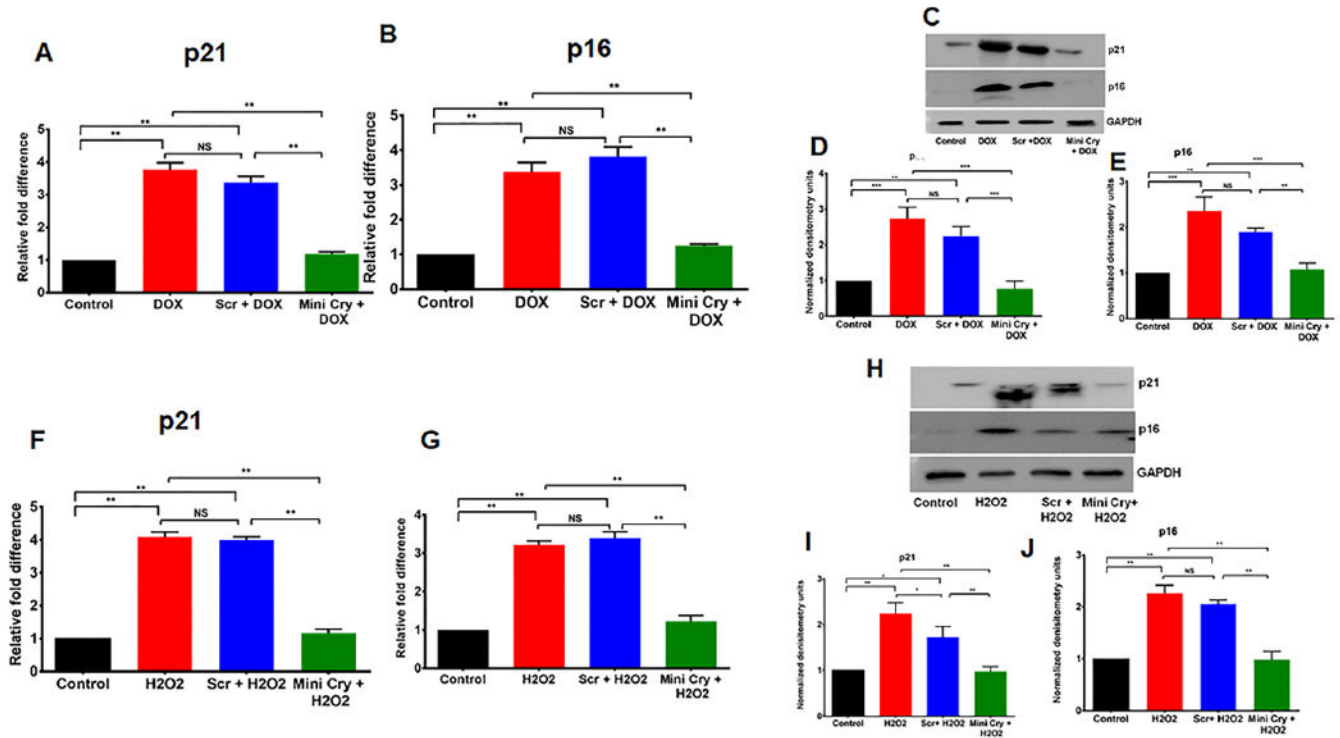 A
p21
Relative fold difference
5
4
3
2
1
0
**
**
**
NS
**
Control
DOX
Scr + DOX
Mini Cry +
DOX
B
p16
Relative fold difference
5
4
3
2
1
0
**
**
**
NS
**
Control
DOX
Scr + DOX
Mini Cry +
DOX
C
p21
p16
GAPDH
Control
DOX
Scr +DOX
Mini Cry
+ DOX
D
Normalized densitometry units
4
3
2
1
0
***
**
***
NS
***
Control
DOX
Scr + DOX
Mini Cry +
DOX
E
p16
Normalized densitometry units
3
2
1
0
***
**
***
NS
**
Control
DOX
Scr + DOX
Mini Cry +
DOX
F
p21
Relative fold difference
5
4
3
2
1
0
**
**
**
NS
**
Control
H2O2
Scr + H2O2
Mini Cry +
H2O2
G
Relative fold difference
5
4
3
2
1
0
**
**
**
NS
**
Control
H2O2
Scr + H2O2
Mini Cry +
H2O2
H
p21
p16
GAPDH
Control
H2O2
Scr +
H2O2
Mini Cry+
H2O2
I
p21
Normalized denisitometry units
3
2
1
0
**
*
**
*
**
Control
H2O2
Scr+ H2O2
Mini Cry +
H2O2
J
p16
Normalized denisitometry units
3
2
1
0
**
**
**
NS
**
Control
H2O2
Scr+ H2O2
Mini Cry +
H2O2